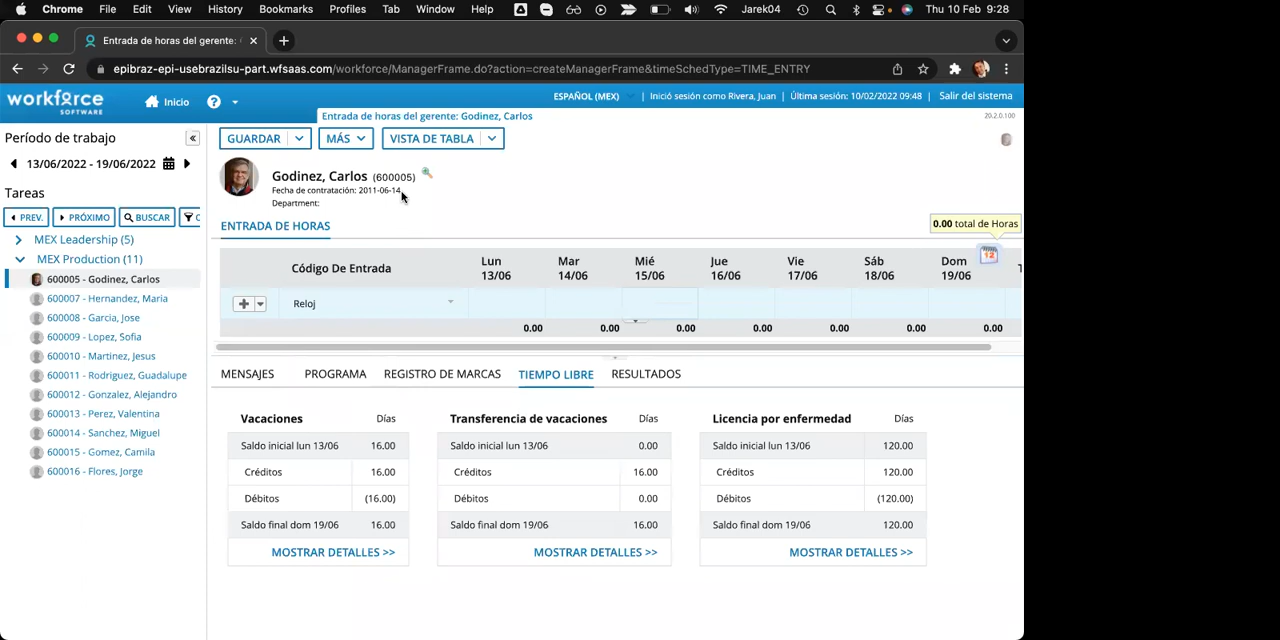 Chrome File Edit View History Bookmarks Profiles Tab Window Help Jarek04 Thu 10 Feb 9:28
Entrada de horas del gerente:
epibraz-epi-usebrazilsu-part.wfsaas.com/workforce/ManagerFrame.do?action=createManagerFrame&timeSchedType=TIME_ENTRY
workforce SOFTWARE
Inicio
ESPAÑOL (MEX) | Inició sesión como Rivera, Juan | Última sesión: 10/02/2022 09:48 | Salir del sistema
Entrada de horas del gerente: Godinez, Carlos
20.2.0.100
Período de trabajo
13/06/2022 - 19/06/2022
Tareas
PREV. PRÓXIMO BUSCAR
MEX Leadership (5)
MEX Production (11)
600005 - Godinez, Carlos
600007 - Hernandez, Maria
600008 - Garcia, Jose
600009 - Lopez, Sofia
600010 - Martinez, Jesus
600011 - Rodriguez, Guadalupe
600012 - Gonzalez, Alejandro
600013 - Perez, Valentina
600014 - Sanchez, Miguel
600015 - Gomez, Camila
600016 - Flores, Jorge
GUARDAR MÁS VISTA DE TABLA
Godinez, Carlos (600005)
Fecha de contratación: 2011-06-14
Department:
ENTRADA DE HORAS
0.00 total de Horas
12
Código De Entrada Lun 13/06 Mar 14/06 Mié 15/06 Jue 16/06 Vie 17/06 Sáb 18/06 Dom 19/06 T
Reloj
0.00 0.00 0.00 0.00 0.00 0.00 0.00
MENSAJES PROGRAMA REGISTRO DE MARCAS TIEMPO LIBRE RESULTADOS
Vacaciones Días
Saldo inicial lun 13/06 16.00
Créditos 16.00
Débitos (16.00)
Saldo final dom 19/06 16.00
MOSTRAR DETALLES >>
Transferencia de vacaciones Días
Saldo inicial lun 13/06 0.00
Créditos 16.00
Débitos 0.00
Saldo final dom 19/06 16.00
MOSTRAR DETALLES >>
Licencia por enfermedad Días
Saldo inicial lun 13/06 120.00
Créditos 120.00
Débitos (120.00)
Saldo final dom 19/06 120.00
MOSTRAR DETALLES >>